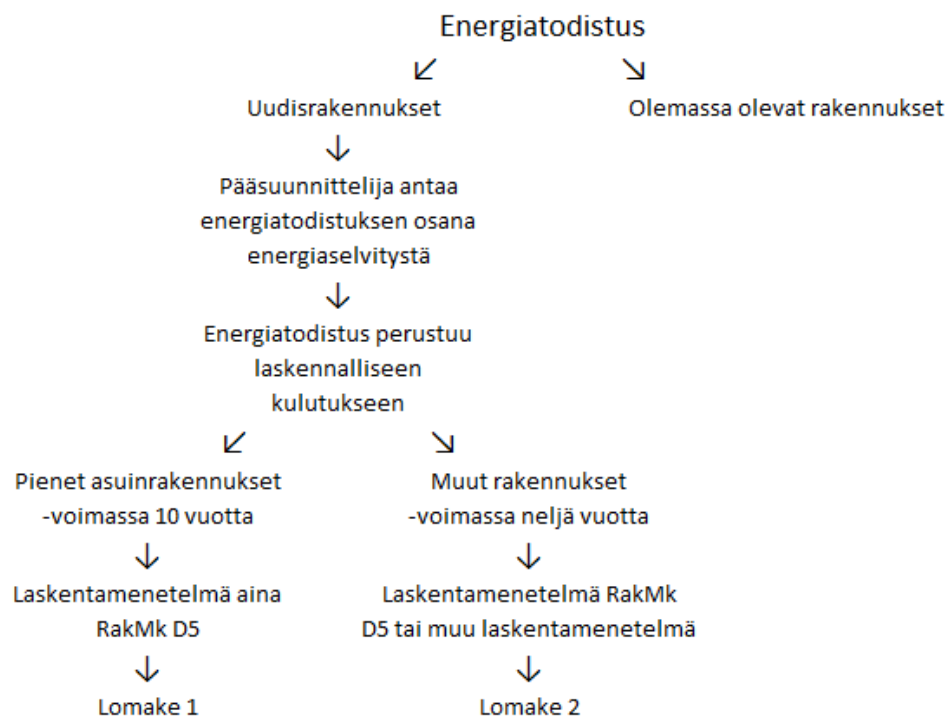 Energiatodistus
↙ ↘
Uudisrakennukset Olemassa olevat rakennukset
↓
Pääsuunnittelija antaa
energiatodistuksen osana
energiaselvitystä
↓
Energiatodistus perustuu
laskennalliseen
kulutukseen
↙ ↘
Pienet asuinrakennukset Muut rakennukset
-voimassa 10 vuotta -voimassa neljä vuotta
↓ ↓
Laskentamenetelmä aina Laskentamenetelmä RakMk
RakMk D5 D5 tai muu laskentamenetelmä
↓ ↓
Lomake 1 Lomake 2